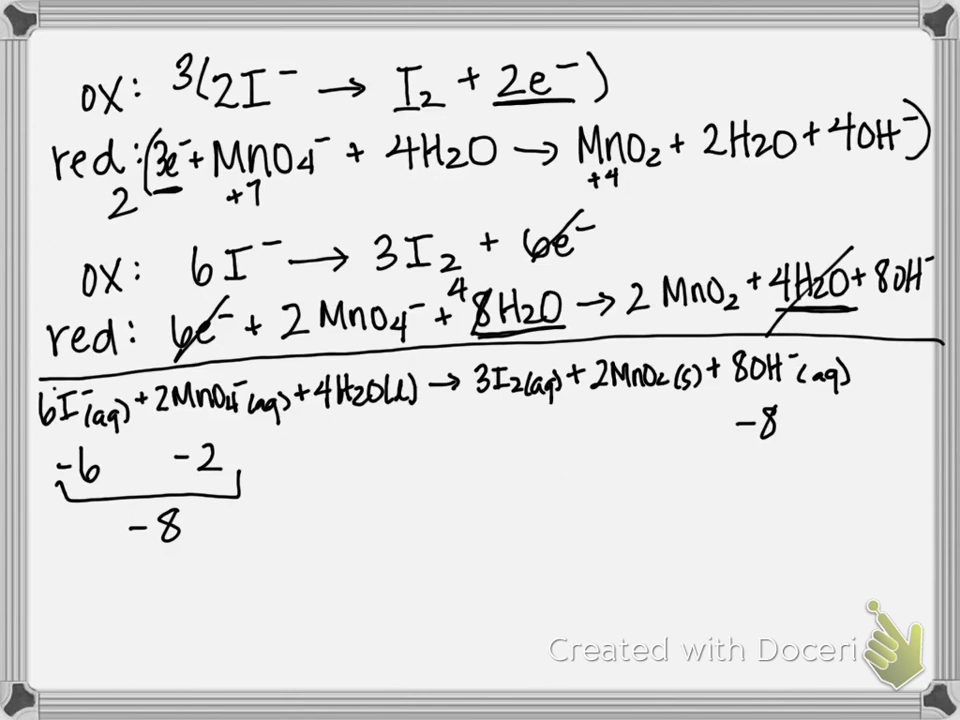 ox: 3(2I⁻ → I₂ + 2e⁻)
red: 2(3e⁻ + MnO₄⁻ + 4H₂O → MnO₂ + 2H₂O + 4OH⁻)
+7 +4
ox: 6I⁻ → 3I₂ + 6e⁻
red: 6e⁻ + 2MnO₄⁻ + ⁴8H₂O → 2MnO₂ + 4H₂O + 8OH⁻
6I⁻(aq) + 2MnO₄⁻(aq) + 4H₂O(l) → 3I₂(aq) + 2MnO₂(s) + 8OH⁻(aq)
-6 -2 -8
-8
Created with Doceri